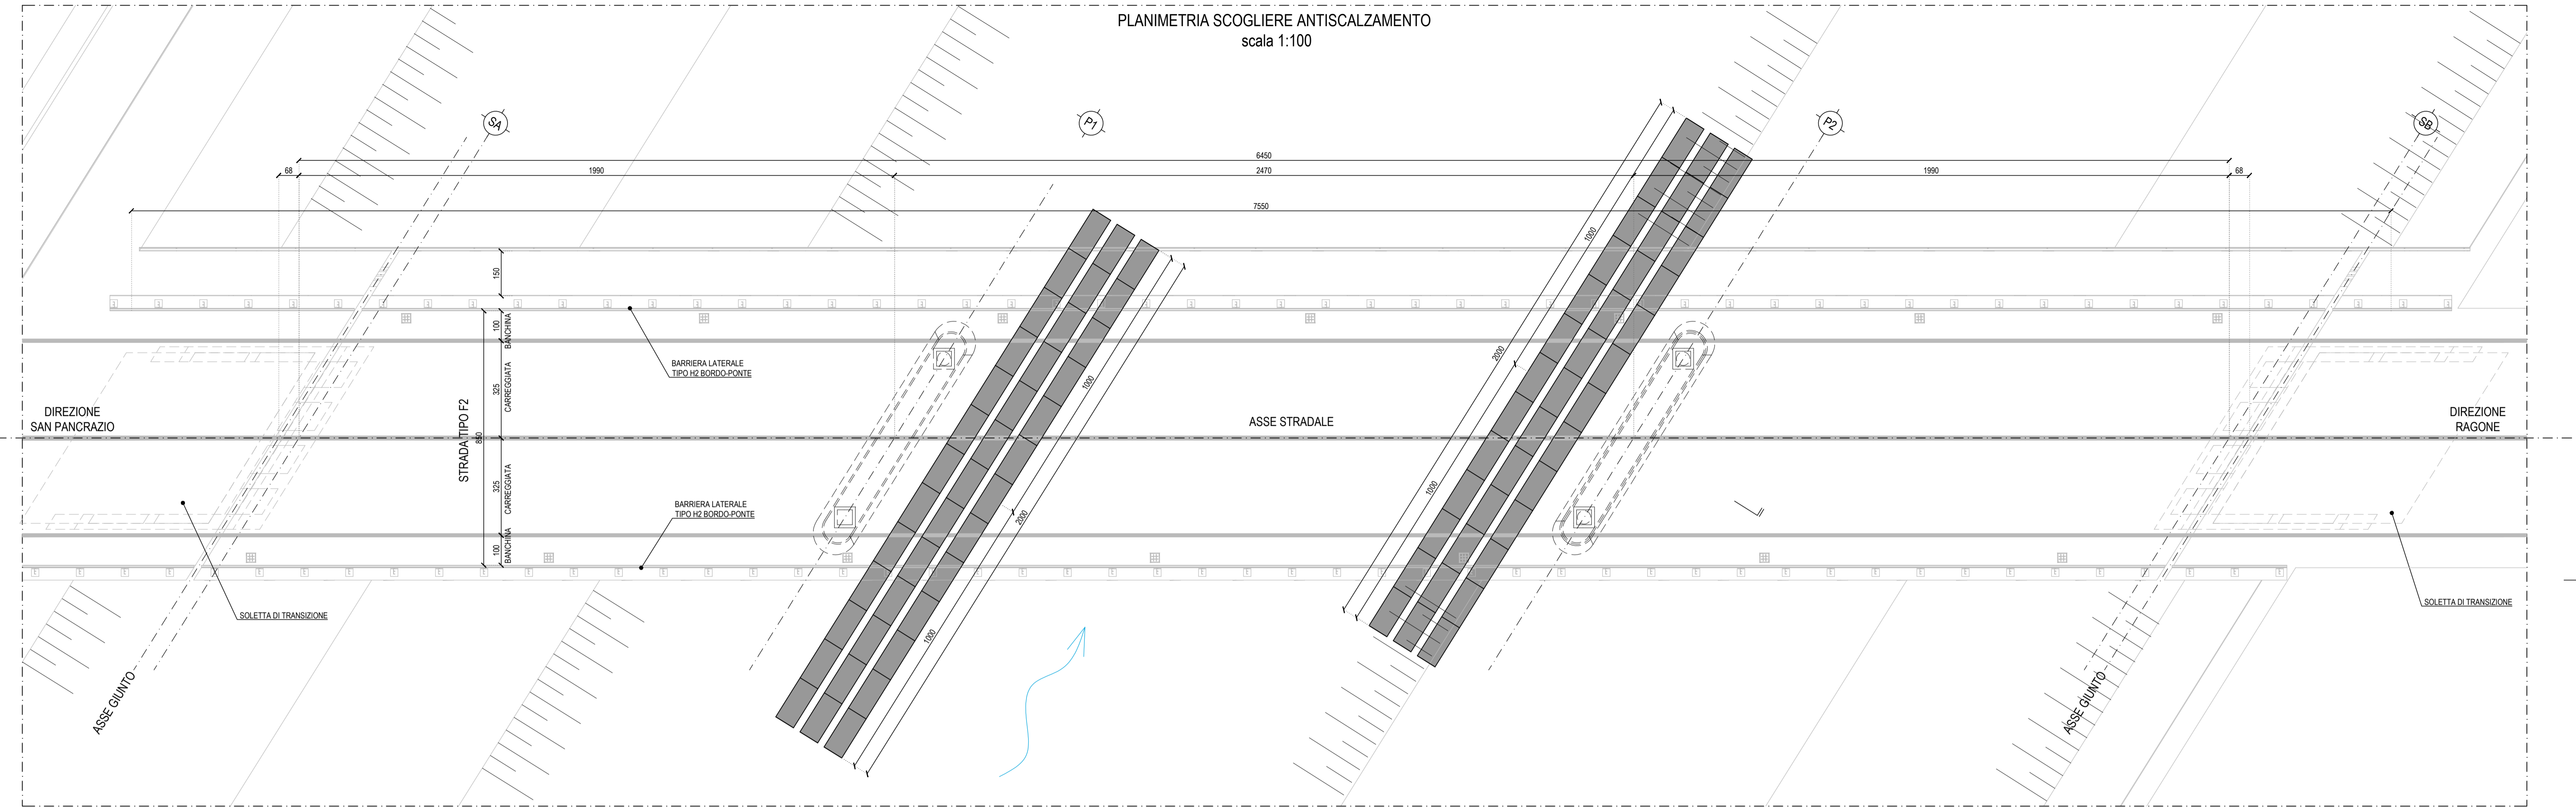 PLANIMETRIA SCOGLIERE ANTISCALZAMENTO
scala 1:100
SA
P1
P2
SB
6450
68
1990
2470
1990
68
7550
150
100
BANCHINA
325
CARREGGIATA
850
STRADA TIPO F2
325
CARREGGIATA
100
BANCHINA
BARRIERA LATERALE
TIPO H2 BORDO-PONTE
BARRIERA LATERALE
TIPO H2 BORDO-PONTE
DIREZIONE
SAN PANCRAZIO
ASSE STRADALE
DIREZIONE
RAGONE
1000
2000
1000
1000
2000
1000
SOLETTA DI TRANSIZIONE
SOLETTA DI TRANSIZIONE
ASSE GIUNTO
ASSE GIUNTO